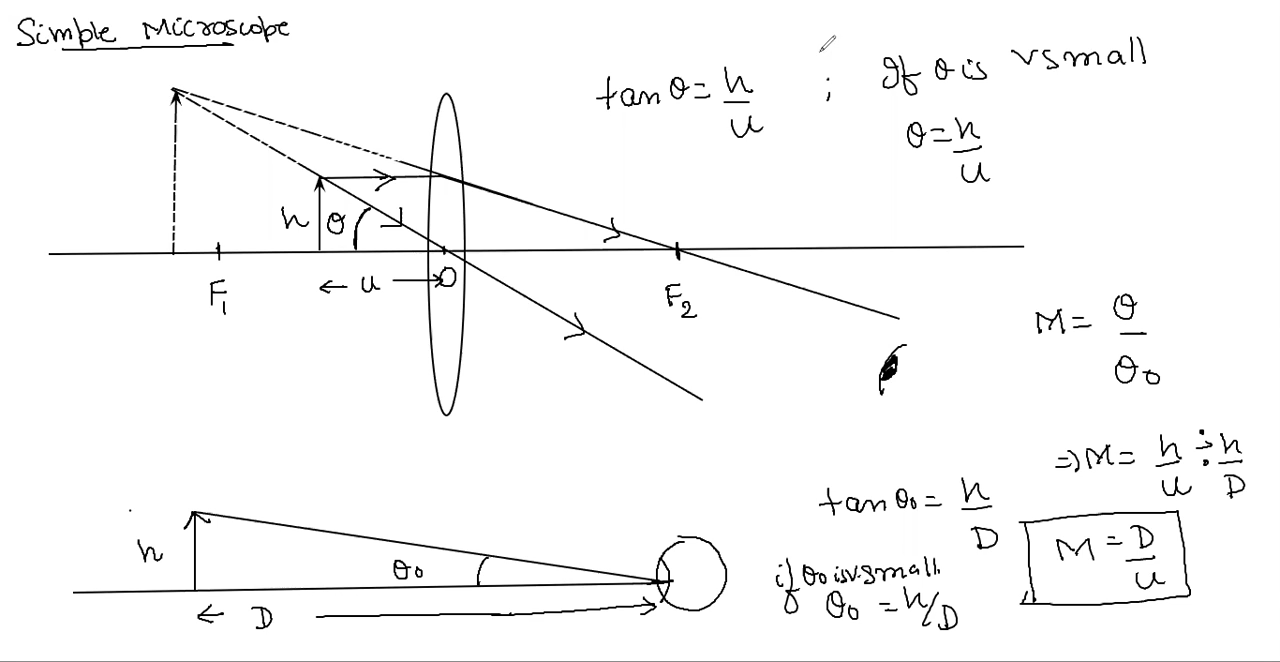 Simple Microscope
tan θ = h/u ; If θ is v small
θ = h/u
h θ
← u → O
F₁
F₂
M = θ/θ₀
⇒ M = h/u ÷ h/D
tan θ₀ = h/D
M = D/u
h
θ₀
if θ₀ is v.small
θ₀ = h/D
← D →